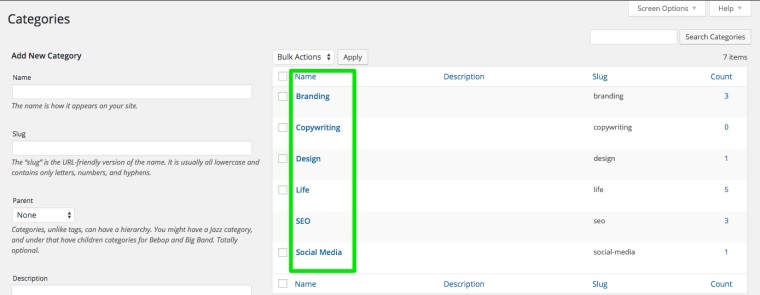 Screen Options ▼ Help ▼
Categories
Search Categories
Add New Category
Bulk Actions Apply 7 items
Name
The name is how it appears on your site.
Slug
The “slug” is the URL-friendly version of the name. It is usually all lowercase and
contains only letters, numbers, and hyphens.
Parent
None
Categories, unlike tags, can have a hierarchy. You might have a Jazz category,
and under that have children categories for Bebop and Big Band. Totally
optional.
Description
Name Description Slug Count
Branding branding 3
Copywriting copywriting 0
Design design 1
Life life 5
SEO seo 3
Social Media social-media 1
Name Description Slug Count